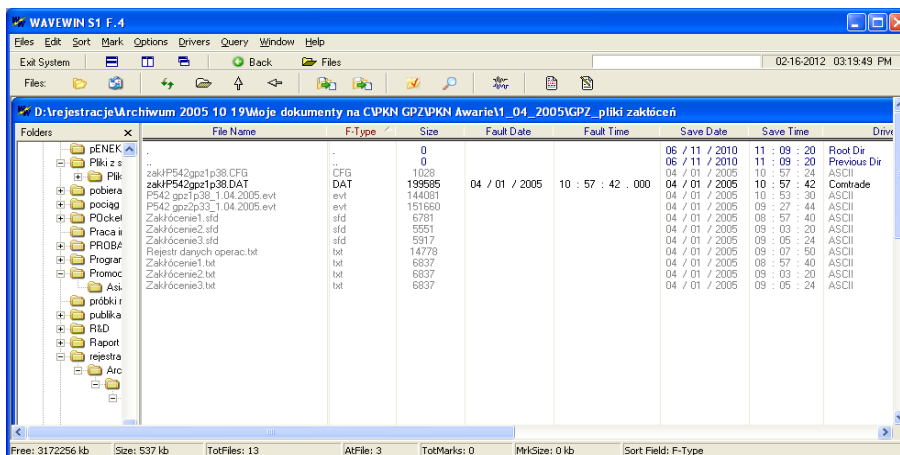 WAVEWIN S1 F.4
Files Edit Sort Mark Options Drivers Query Window Help
Exit System Back Files 02-16-2012 03:19:49 PM
Files:
D:\rejestracje\Archiwum 2005 10 19\Moje dokumenty na C\PKN GPZ\PKN Awarie\1_04_2005\GPZ_pliki zakłóceń
Folders x File Name F-Type Size Fault Date Fault Time Save Date Save Time Drive
pENEK . . 0 06 / 11 / 2010 11 : 09 : 20 Root Dir
Pliki z s .. .. 0 06 / 11 / 2010 11 : 09 : 20 Previous Dir
Plik zakłP542gpz1p38.CFG CFG 1028 04 / 01 / 2005 10 : 57 : 24 ASCII
pobiera zakłP542gpz1p38.DAT DAT 199585 04 / 01 / 2005 10 : 57 : 42 . 000 04 / 01 / 2005 10 : 57 : 42 Comtrade
P542 gpz1p38_1.04.2005.evt evt 144081 04 / 01 / 2005 10 : 53 : 30 ASCII
pociąg P542 gpz2p33_1.04.2005.evt evt 151660 04 / 01 / 2005 09 : 27 : 44 ASCII
POcket Zakłócenie1.sfd sfd 6781 04 / 01 / 2005 08 : 57 : 40 ASCII
Praca i Zakłócenie2.sfd sfd 5551 04 / 01 / 2005 09 : 03 : 20 ASCII
PROBA Zakłócenie3.sfd sfd 5917 04 / 01 / 2005 09 : 05 : 24 ASCII
Rejestr danych operac.txt txt 14778 04 / 01 / 2005 09 : 07 : 50 ASCII
Progra Zakłócenie1.txt txt 6837 04 / 01 / 2005 08 : 57 : 40 ASCII
Promoc Zakłócenie2.txt txt 6837 04 / 01 / 2005 09 : 03 : 20 ASCII
Asi Zakłócenie3.txt txt 6837 04 / 01 / 2005 09 : 05 : 24 ASCII
próbki r
publika
R&D
Raport
rejestra
Arc
Free: 3172256 kb Size: 537 kb TotFiles: 13 AtFile: 3 TotMarks: 0 MrkSize: 0 kb Sort Field: F-Type